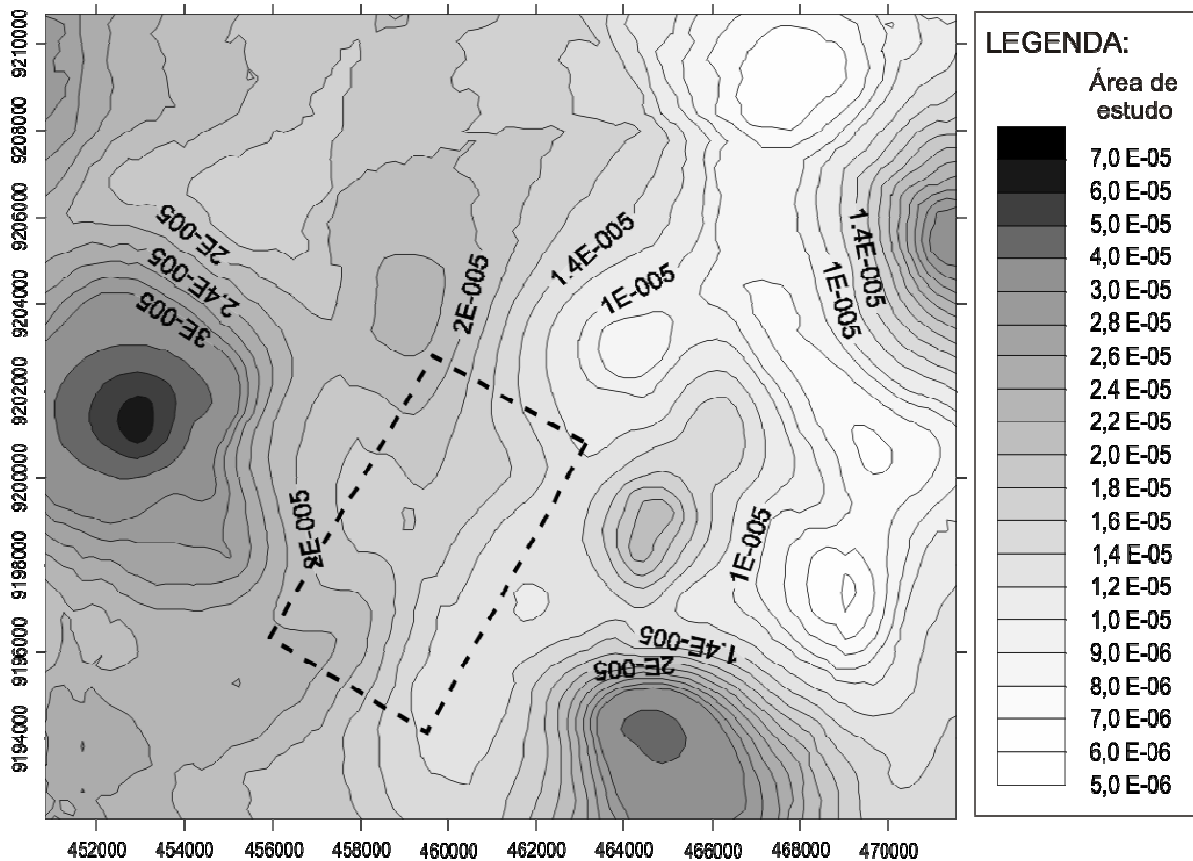 9210000
9208000
9206000
9204000
9202000
9200000
9198000
9196000
9194000
452000 454000 456000 458000 460000 462000 464000 466000 468000 470000
2E-005
2.4E-005
3E-005
2E-005
1.4E-005
1E-005
1.4E-005
1E-005
2E-005
1E-005
1.4E-005
2E-005
LEGENDA:
Área de
estudo
7,0 E-05
6,0 E-05
5,0 E-05
4,0 E-05
3,0 E-05
2,8 E-05
2,6 E-05
2.4 E-05
2,2 E-05
2,0 E-05
1,8 E-05
1,6 E-05
1,4 E-05
1,2 E-05
1,0 E-05
9,0 E-06
8,0 E-06
7,0 E-06
6,0 E-06
5,0 E-06